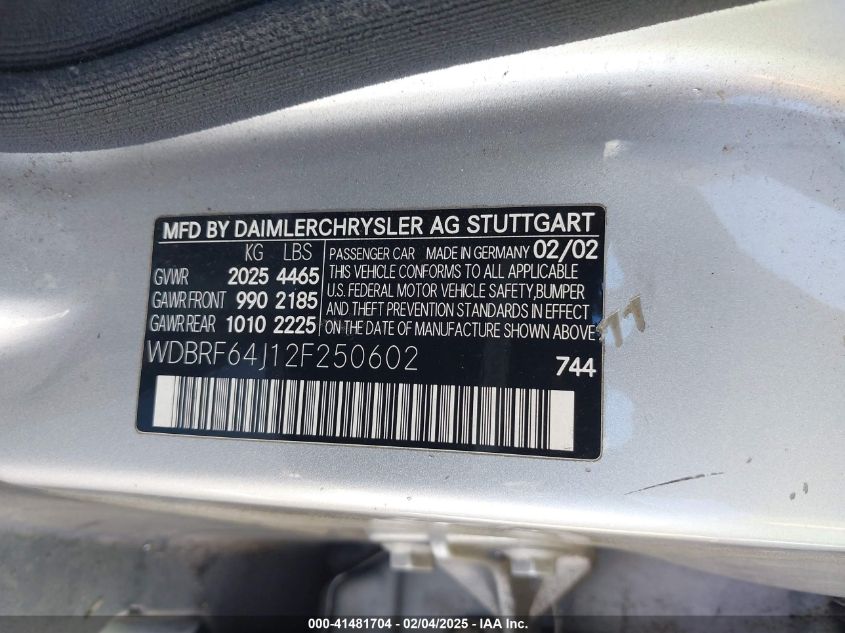 MFD BY DAIMLERCHRYSLER AG STUTTGART
KG LBS
GVWR 2025 4465
GAWR FRONT 990 2185
GAWR REAR 1010 2225
PASSENGER CAR MADE IN GERMANY 02/02
THIS VEHICLE CONFORMS TO ALL APPLICABLE
U.S. FEDERAL MOTOR VEHICLE SAFETY, BUMPER
AND THEFT PREVENTION STANDARDS IN EFFECT
ON THE DATE OF MANUFACTURE SHOWN ABOVE
WDBRF64J12F250602
744
000-41481704 - 02/04/2025 - IAA Inc.